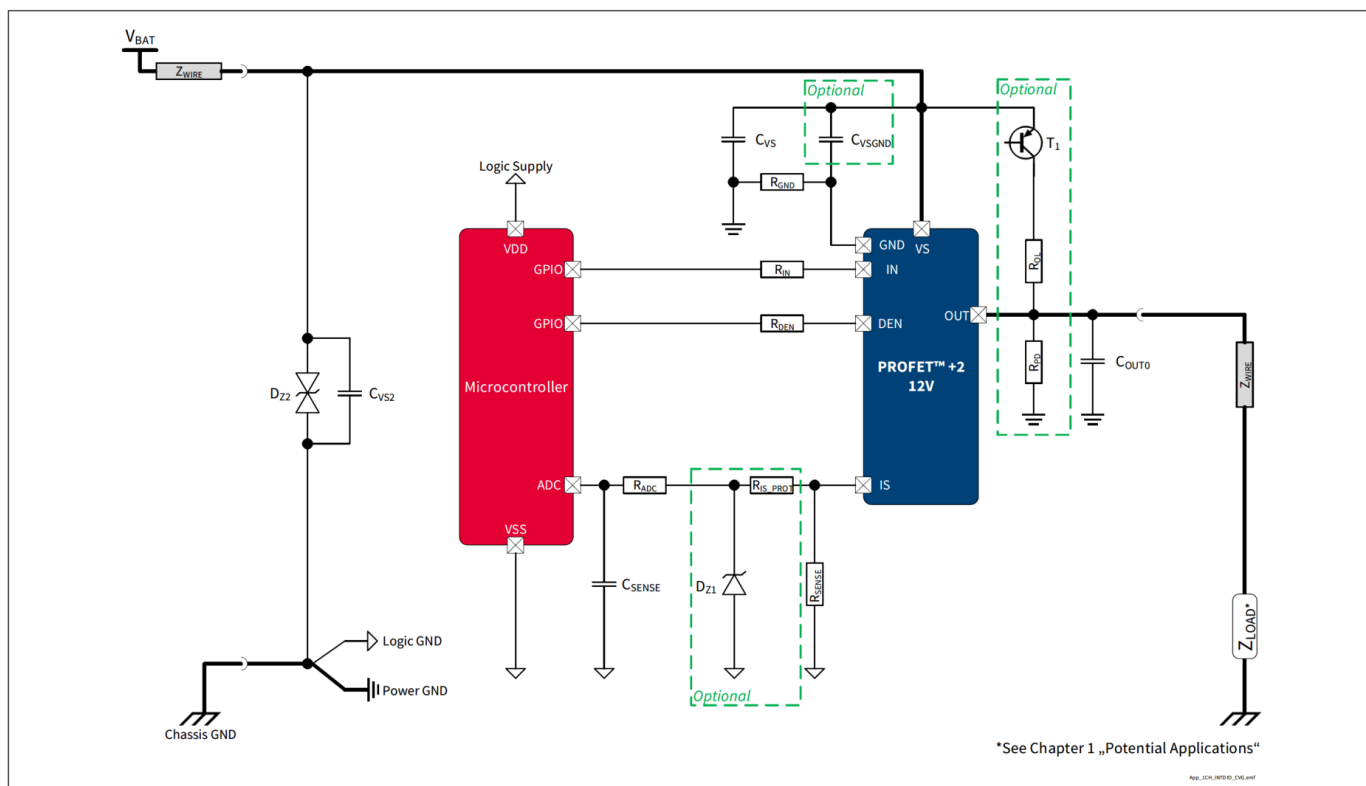 VBAT
ZWIRE
Optional
Optional
CVS
CVSGND
T1
Logic Supply
RGND
VDD
GND
VS
GPIO
RIN
IN
ROL
GPIO
RDEN
DEN
OUT
PROFET™ +2
12V
RPD
COUT0
ZWIRE
DZ2
CVS2
Microcontroller
ADC
RADC
RIS_PROT
IS
VSS
CSENSE
DZ1
RSENSE
ZLOAD*
Logic GND
Power GND
Optional
Chassis GND
*See Chapter 1 „Potential Applications“
App_1CH_INTDIO_CVG.emf